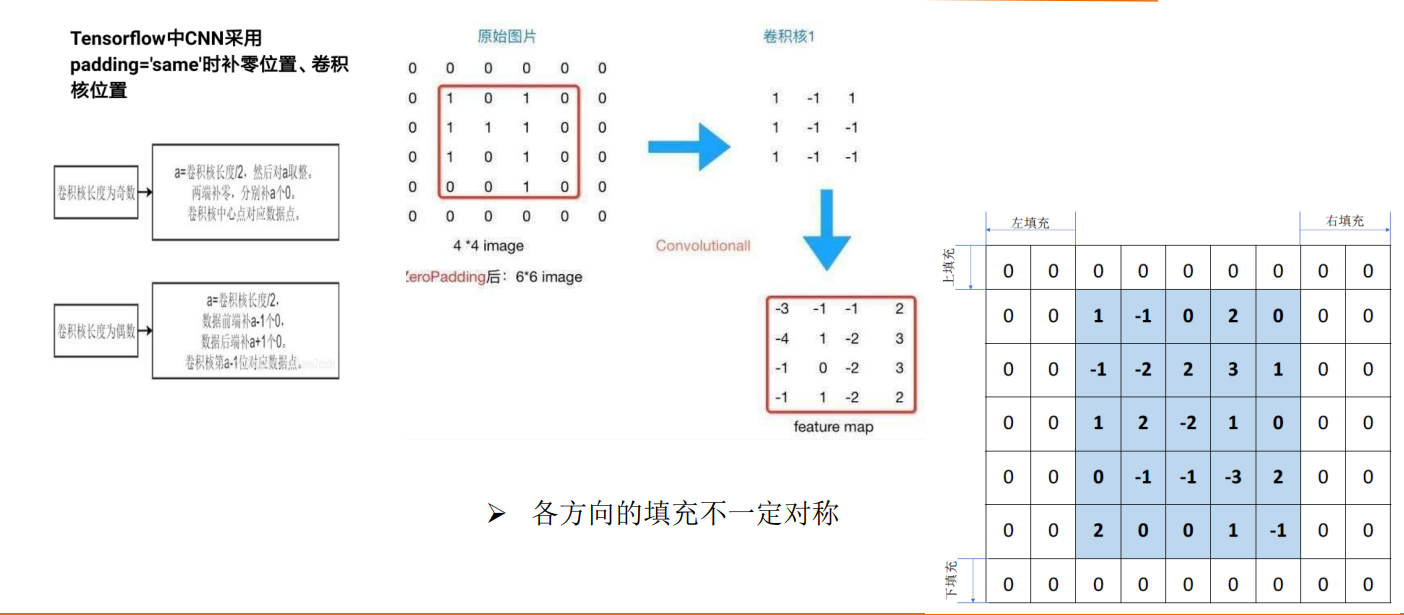 Tensorflow中CNN采用
padding='same'时补零位置、卷积
核位置
卷积核长度为奇数
a=卷积核长度/2，然后对a取整。
两端补零，分别补a个0。
卷积核中心点对应数据点。
卷积核长度为偶数
a=卷积核长度/2，
数据前端补a-1个0，
数据后端补a+1个0。
卷积核第a-1位对应数据点。
原始图片
0 0 0 0 0 0
0 1 0 1 0 0
0 1 1 1 0 0
0 1 0 1 0 0
0 0 0 1 0 0
0 0 0 0 0 0
4 *4 image
ZeroPadding后：6*6 image
卷积核1
1 -1 1
1 -1 -1
1 -1 -1
Convolutionall
-3 -1 -1 2
-4 1 -2 3
-1 0 -2 3
-1 1 -2 2
feature map
➢ 各方向的填充不一定对称
左填充
右填充
上填充
0 0 0 0 0 0 0 0 0
0 0 1 -1 0 2 0 0 0
0 0 -1 -2 2 3 1 0 0
0 0 1 2 -2 1 0 0 0
0 0 0 -1 -1 -3 2 0 0
0 0 2 0 0 1 -1 0 0
下填充
0 0 0 0 0 0 0 0 0